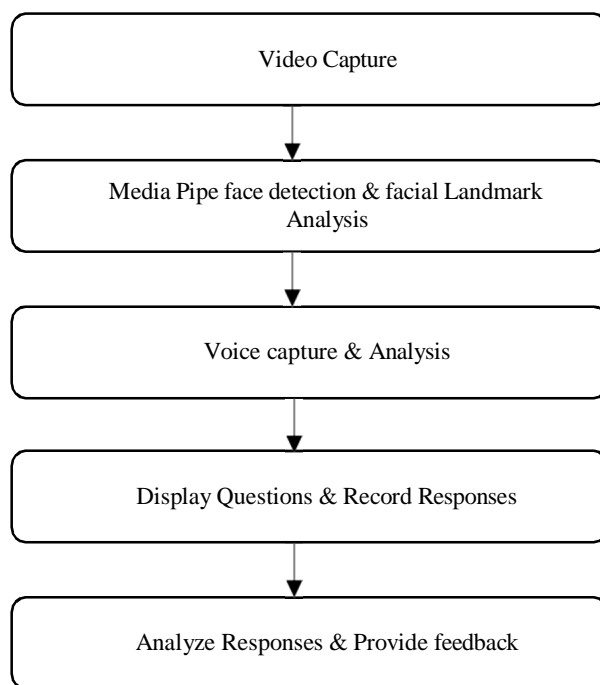 Video Capture
Media Pipe face detection & facial Landmark
Analysis
Voice capture & Analysis
Display Questions & Record Responses
Analyze Responses & Provide feedback